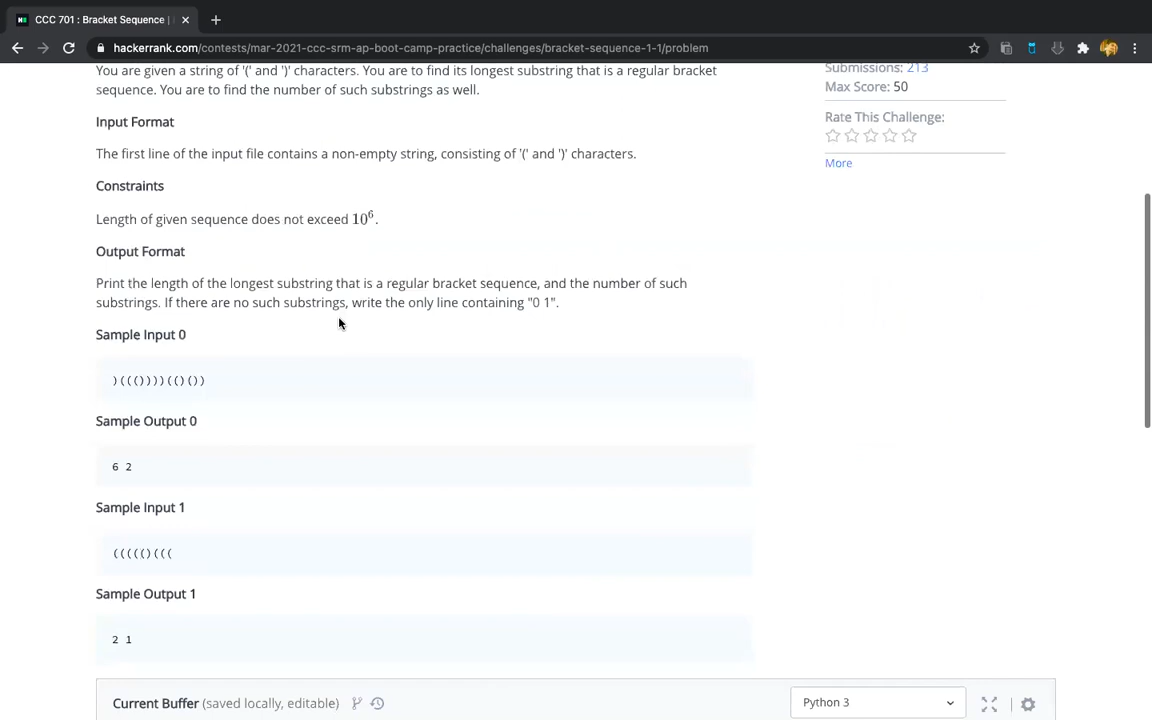 CCC 701 : Bracket Sequence |
hackerrank.com/contests/mar-2021-ccc-srm-ap-boot-camp-practice/challenges/bracket-sequence-1-1/problem
You are given a string of '(' and ')' characters. You are to find its longest substring that is a regular bracket
sequence. You are to find the number of such substrings as well.
Submissions: 213
Max Score: 50
Rate This Challenge:
More
Input Format
The first line of the input file contains a non-empty string, consisting of '(' and ')' characters.
Constraints
Length of given sequence does not exceed 10⁶.
Output Format
Print the length of the longest substring that is a regular bracket sequence, and the number of such
substrings. If there are no such substrings, write the only line containing "0 1".
Sample Input 0
)((())))(()())
Sample Output 0
6 2
Sample Input 1
((((()(((
Sample Output 1
2 1
Current Buffer (saved locally, editable)
Python 3